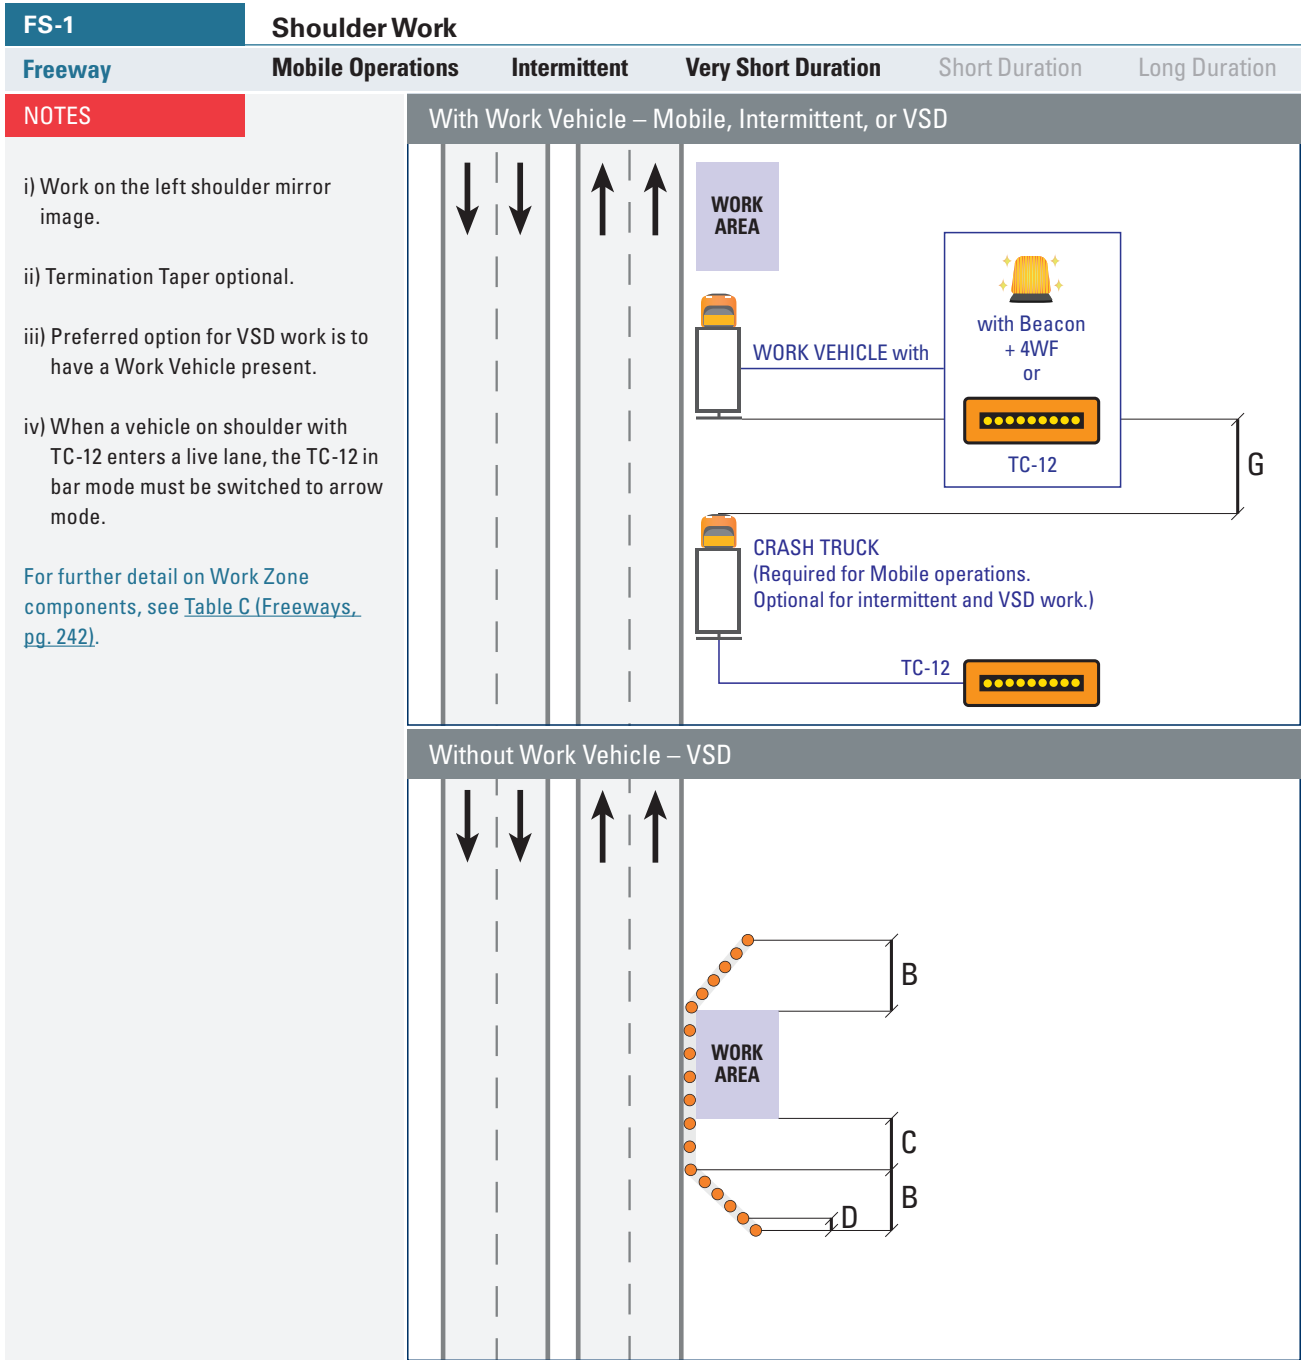 FS-1
Shoulder Work
Freeway
Mobile Operations Intermittent Very Short Duration Short Duration Long Duration
NOTES
i) Work on the left shoulder mirror
image.
ii) Termination Taper optional.
iii) Preferred option for VSD work is to
have a Work Vehicle present.
iv) When a vehicle on shoulder with
TC-12 enters a live lane, the TC-12 in
bar mode must be switched to arrow
mode.
For further detail on Work Zone
components, see Table C (Freeways,
pg. 242).
With Work Vehicle – Mobile, Intermittent, or VSD
WORK
AREA
WORK VEHICLE with
with Beacon
+ 4WF
or
TC-12
G
CRASH TRUCK
(Required for Mobile operations.
Optional for intermittent and VSD work.)
TC-12
Without Work Vehicle – VSD
B
WORK
AREA
C
B
D